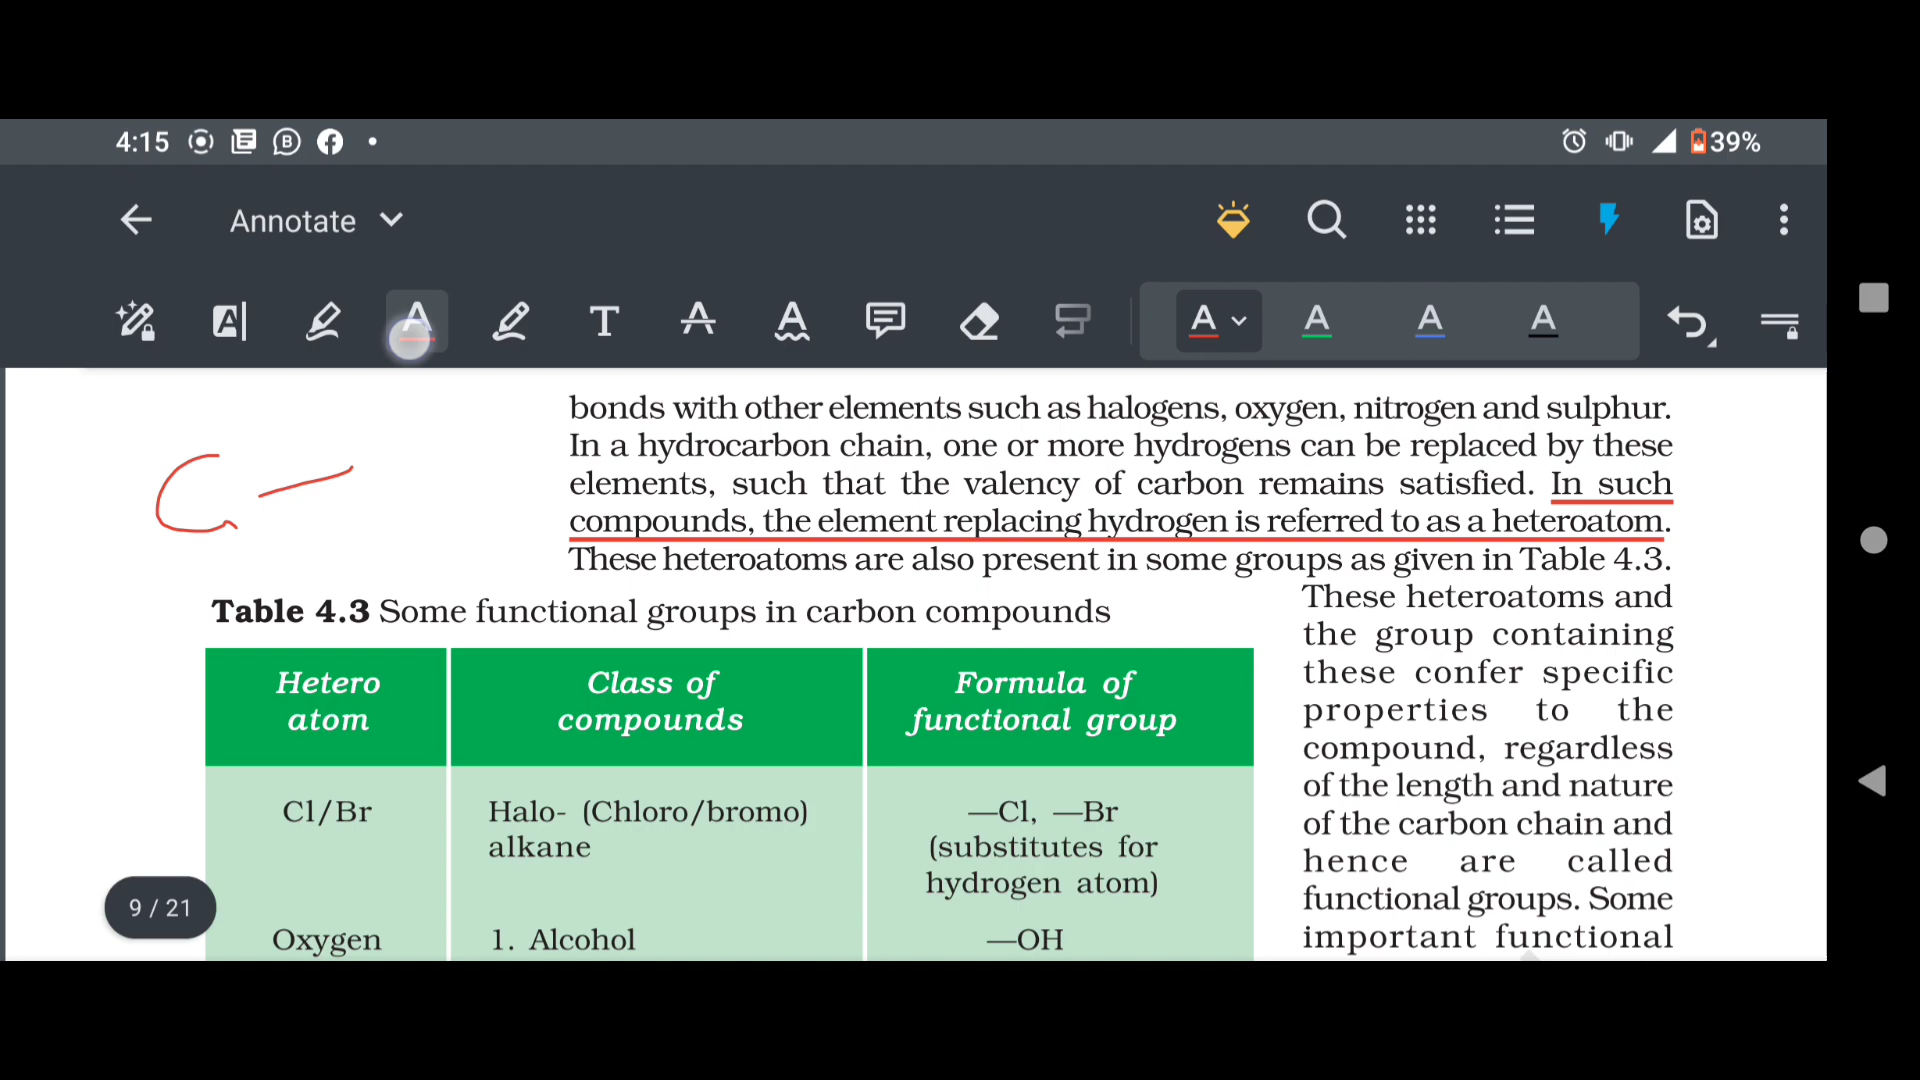 4:15
39%
Annotate
bonds with other elements such as halogens, oxygen, nitrogen and sulphur.
In a hydrocarbon chain, one or more hydrogens can be replaced by these
elements, such that the valency of carbon remains satisfied. In such
compounds, the element replacing hydrogen is referred to as a heteroatom.
These heteroatoms are also present in some groups as given in Table 4.3.
C —
Table 4.3 Some functional groups in carbon compounds
Hetero atom
Class of compounds
Formula of functional group
Cl/Br
Halo- (Chloro/bromo)
alkane
—Cl, —Br
(substitutes for
hydrogen atom)
Oxygen
1. Alcohol
—OH
These heteroatoms and
the group containing
these confer specific
properties to the
compound, regardless
of the length and nature
of the carbon chain and
hence are called
functional groups. Some
important functional
9 / 21